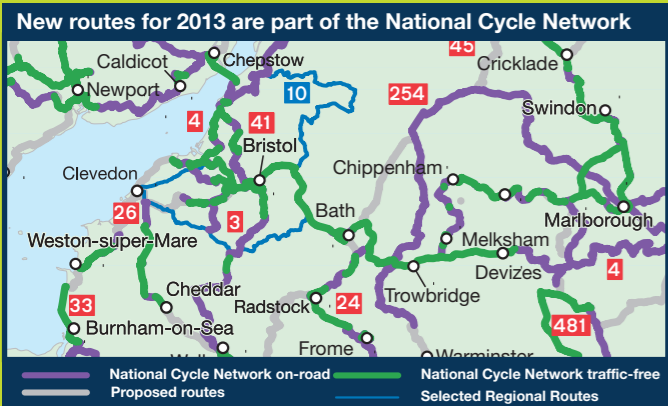 New routes for 2013 are part of the National Cycle Network
45
Caldicot
Chepstow
Cricklade
Newport
10
254
Swindon
4
41
Bristol
Chippenham
Clevedon
26
3
Bath
Marlborough
Weston-super-Mare
Melksham
Devizes
4
Cheddar
Trowbridge
33
Radstock
24
481
Burnham-on-Sea
Frome
Warminster
National Cycle Network on-road
National Cycle Network traffic-free
Proposed routes
Selected Regional Routes